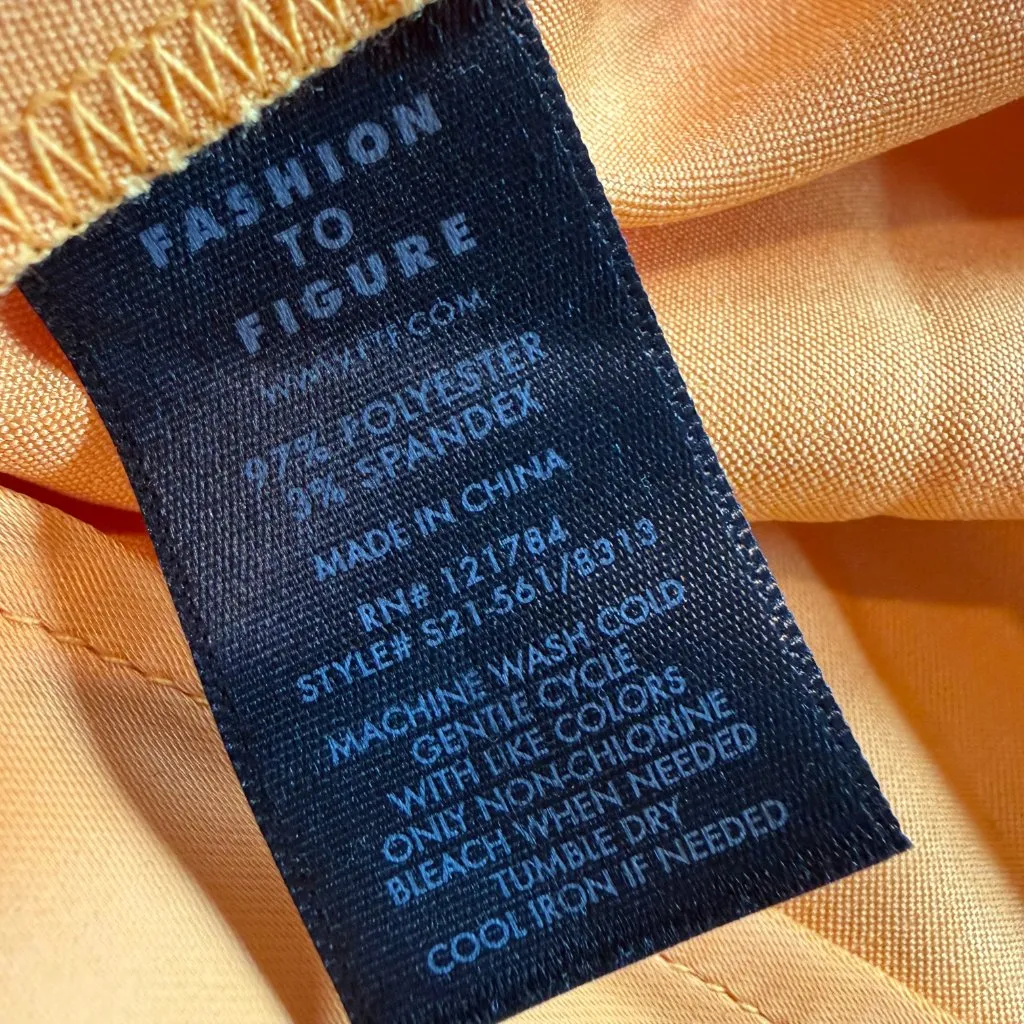 FASHION
TO
FIGURE
WWW.FTF.COM
97% POLYESTER
3% SPANDEX
MADE IN CHINA
RN# 121784
STYLE# S21-561/B313
MACHINE WASH COLD
GENTLE CYCLE
WITH LIKE COLORS
ONLY NON-CHLORINE
BLEACH WHEN NEEDED
TUMBLE DRY
COOL IRON IF NEEDED